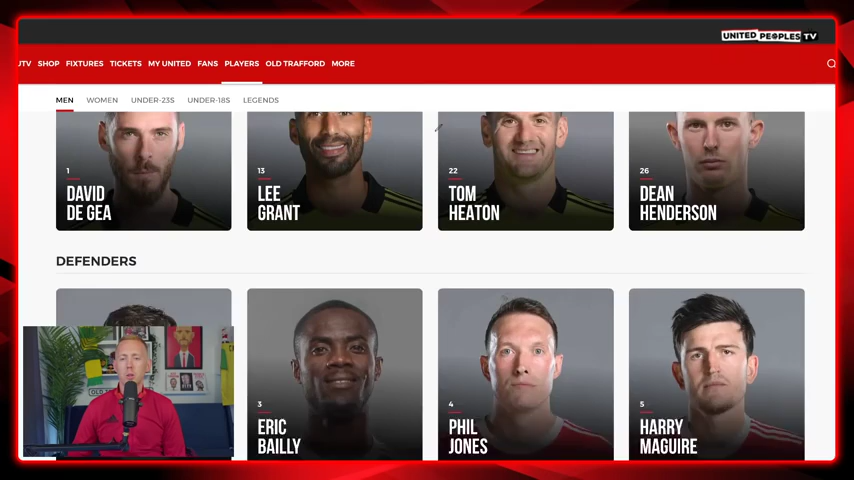 UNITED PEOPLES TV
UTV SHOP FIXTURES TICKETS MY UNITED FANS PLAYERS OLD TRAFFORD MORE
MEN WOMEN UNDER-23S UNDER-18S LEGENDS
1
DAVID
DE GEA
13
LEE
GRANT
22
TOM
HEATON
26
DEAN
HENDERSON
DEFENDERS
3
ERIC
BAILLY
4
PHIL
JONES
5
HARRY
MAGUIRE